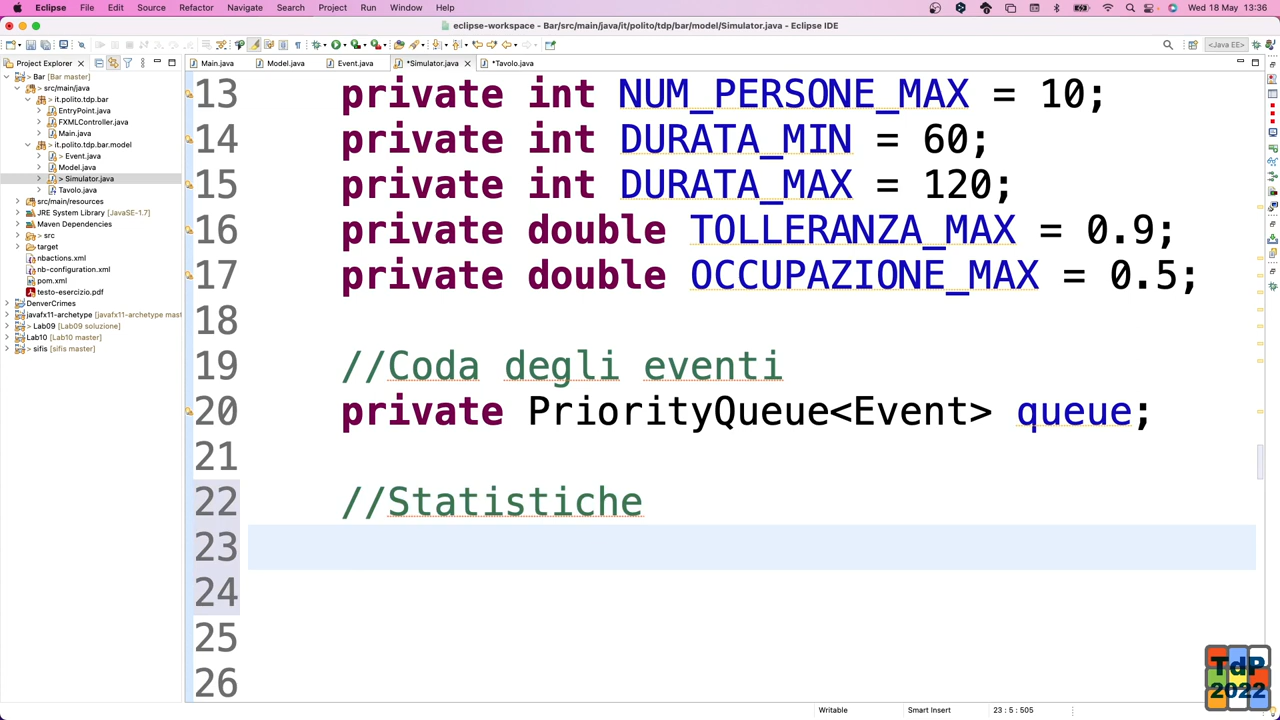 Eclipse File Edit Source Refactor Navigate Search Project Run Window Help Wed 18 May 13:36
eclipse-workspace - Bar/src/main/java/it/polito/tdp/bar/model/Simulator.java - Eclipse IDE
<Java EE>
Project Explorer
Main.java Model.java Event.java *Simulator.java *Tavolo.java
> Bar [Bar master]
src/main/java
> it.polito.tdp.bar
EntryPoint.java
FXMLController.java
Main.java
> it.polito.tdp.bar.model
> Event.java
Model.java
> Simulator.java
Tavolo.java
src/main/resources
JRE System Library [JavaSE-1.7]
Maven Dependencies
> src
target
nbactions.xml
nb-configuration.xml
pom.xml
testo-esercizio.pdf
DenverCrimes
javafx11-archetype [javafx11-archetype mast
> Lab09 [Lab09 soluzione]
Lab10 [Lab10 master]
> sifis [sifis master]
13 private int NUM_PERSONE_MAX = 10;
14 private int DURATA_MIN = 60;
15 private int DURATA_MAX = 120;
16 private double TOLLERANZA_MAX = 0.9;
17 private double OCCUPAZIONE_MAX = 0.5;
18
19 //Coda degli eventi
20 private PriorityQueue<Event> queue;
21
22 //Statistiche
23
24
25
26
TdP
2022
Writable Smart Insert 23 : 5 : 505